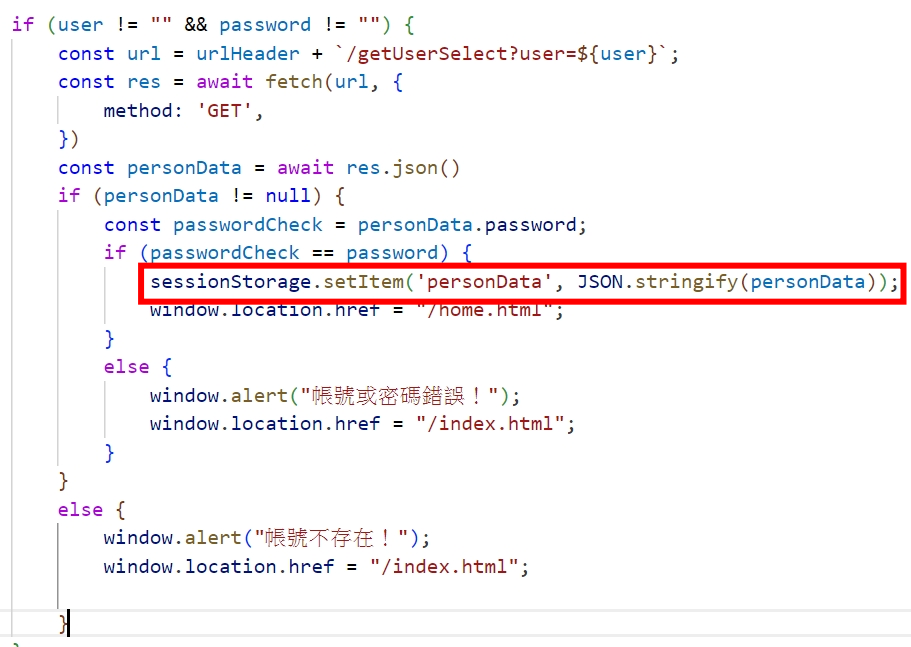 if (user != "" && password != "") {
    const url = urlHeader + `/getUserSelect?user=${user}`;
    const res = await fetch(url, {
        method: 'GET',
    })
    const personData = await res.json()
    if (personData != null) {
        const passwordCheck = personData.password;
        if (passwordCheck == password) {
            sessionStorage.setItem('personData', JSON.stringify(personData));
            window.location.href = "/home.html";
        }
        else {
            window.alert("帳號或密碼錯誤！");
            window.location.href = "/index.html";
        }
    }
    else {
        window.alert("帳號不存在！");
        window.location.href = "/index.html";

    }
}